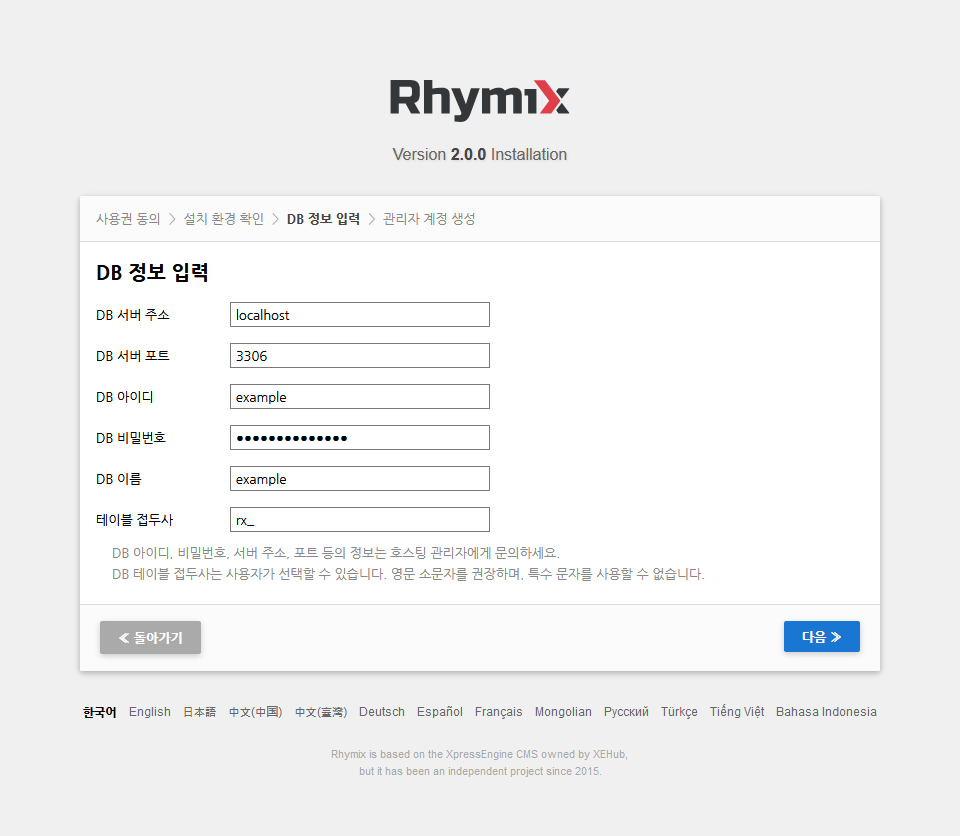 Rhymix
Version 2.0.0 Installation
사용권 동의 > 설치 환경 확인 > DB 정보 입력 > 관리자 계정 생성
DB 정보 입력
DB 서버 주소 localhost
DB 서버 포트 3306
DB 아이디 example
DB 비밀번호 ●●●●●●●●●●●●●●
DB 이름 example
테이블 접두사 rx_
DB 아이디, 비밀번호, 서버 주소, 포트 등의 정보는 호스팅 관리자에게 문의하세요.
DB 테이블 접두사는 사용자가 선택할 수 있습니다. 영문 소문자를 권장하며, 특수 문자를 사용할 수 없습니다.
≪ 돌아가기 다음 ≫
한국어 English 日本語 中文(中国) 中文(臺灣) Deutsch Español Français Mongolian Русский Türkçe Tiếng Việt Bahasa Indonesia
Rhymix is based on the XpressEngine CMS owned by XEHub,
but it has been an independent project since 2015.